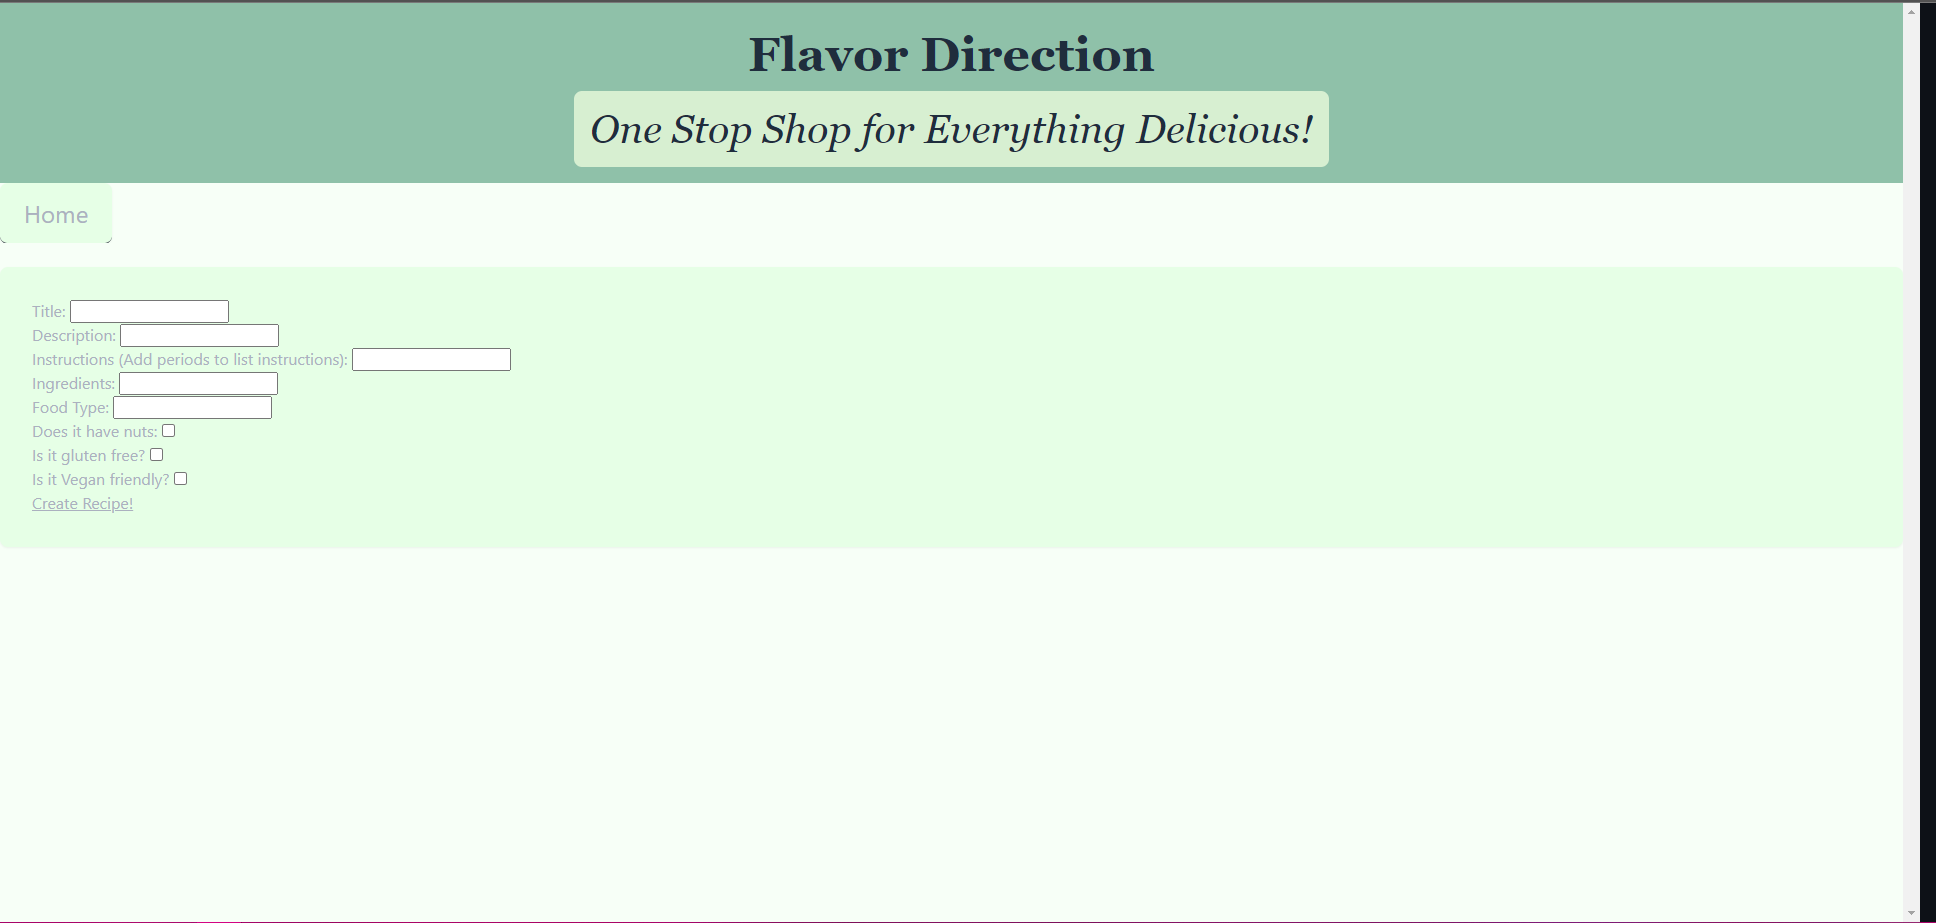 Flavor Direction
One Stop Shop for Everything Delicious!
Home
Title:
Description:
Instructions (Add periods to list instructions):
Ingredients:
Food Type:
Does it have nuts:
Is it gluten free?
Is it Vegan friendly?
Create Recipe!